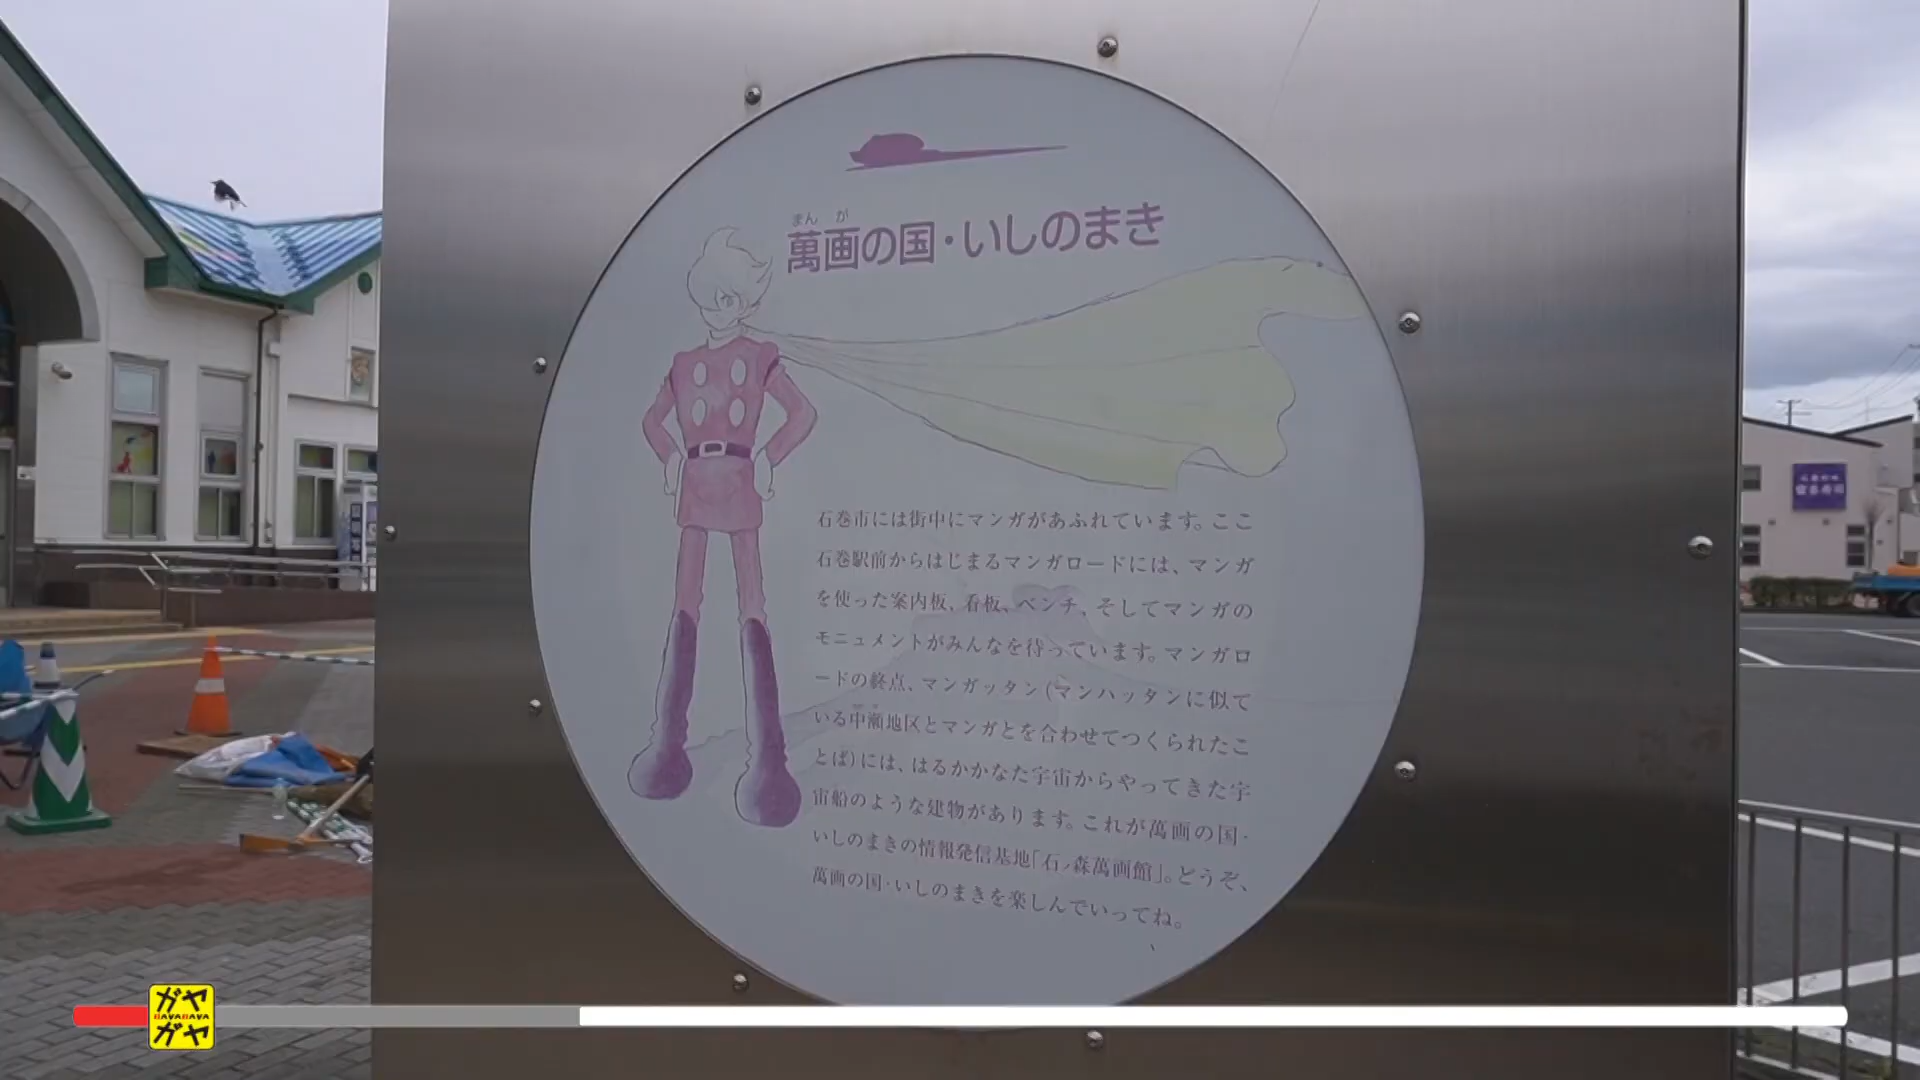 まんが
萬画の国・いしのまき
石巻市には街中にマンガがあふれています。ここ
石巻駅前からはじまるマンガロードには、マンガ
を使った案内板、看板、ベンチ、そしてマンガの
モニュメントがみんなを待っています。マンガロ
ードの終点、マンガッタン(マンハッタンに似て
いる中瀬地区とマンガとを合わせてつくられたこ
とば)には、はるかかなた宇宙からやってきた宇
宙船のような建物があります。これが萬画の国・
いしのまきの情報発信基地「石ノ森萬画館」。どうぞ、
萬画の国・いしのまきを楽しんでいってね。
ガヤ
GAYAGAYA
ガヤ